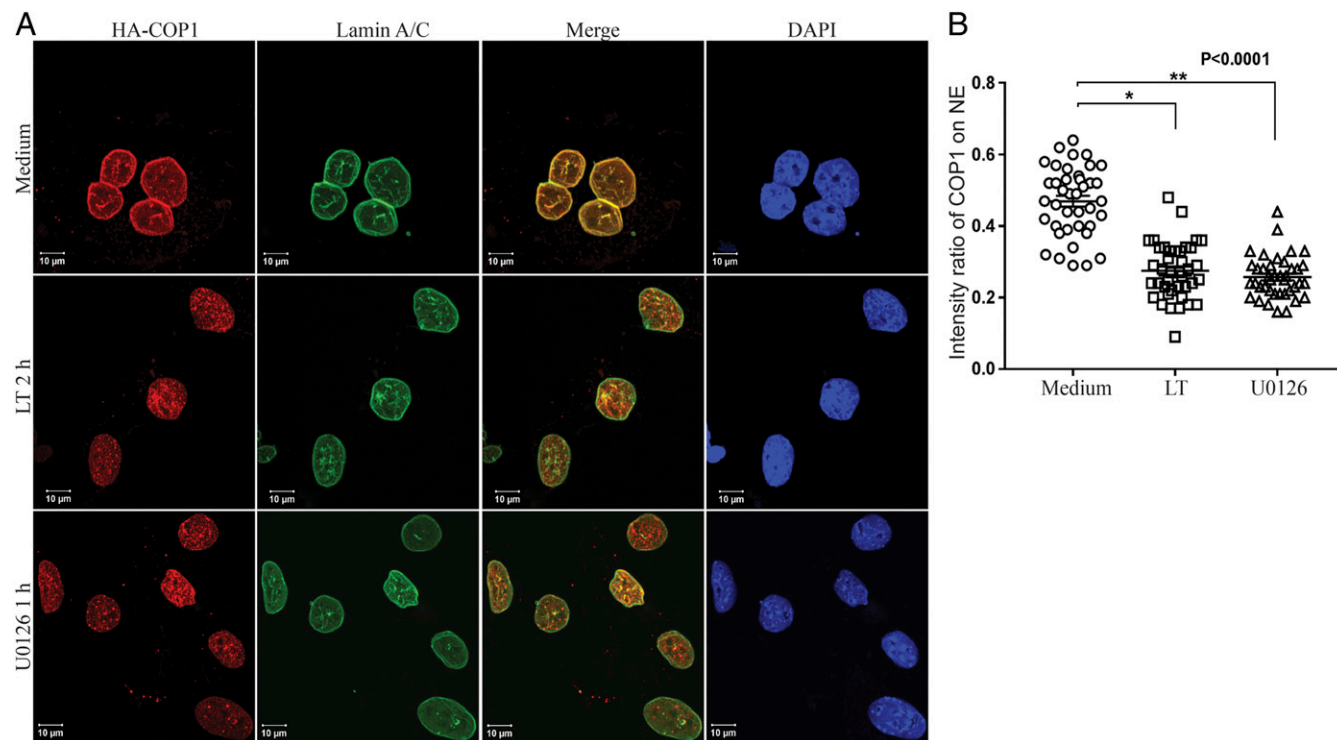 A
HA-COP1 Lamin A/C Merge DAPI
Medium
10 µm 10 µm 10 µm 10 µm
LT 2 h
10 µm 10 µm 10 µm 10 µm
U0126 1 h
10 µm 10 µm 10 µm 10 µm
B
P<0.0001
**
*
Intensity ratio of COP1 on NE
0.8
0.6
0.4
0.2
0.0
Medium LT U0126